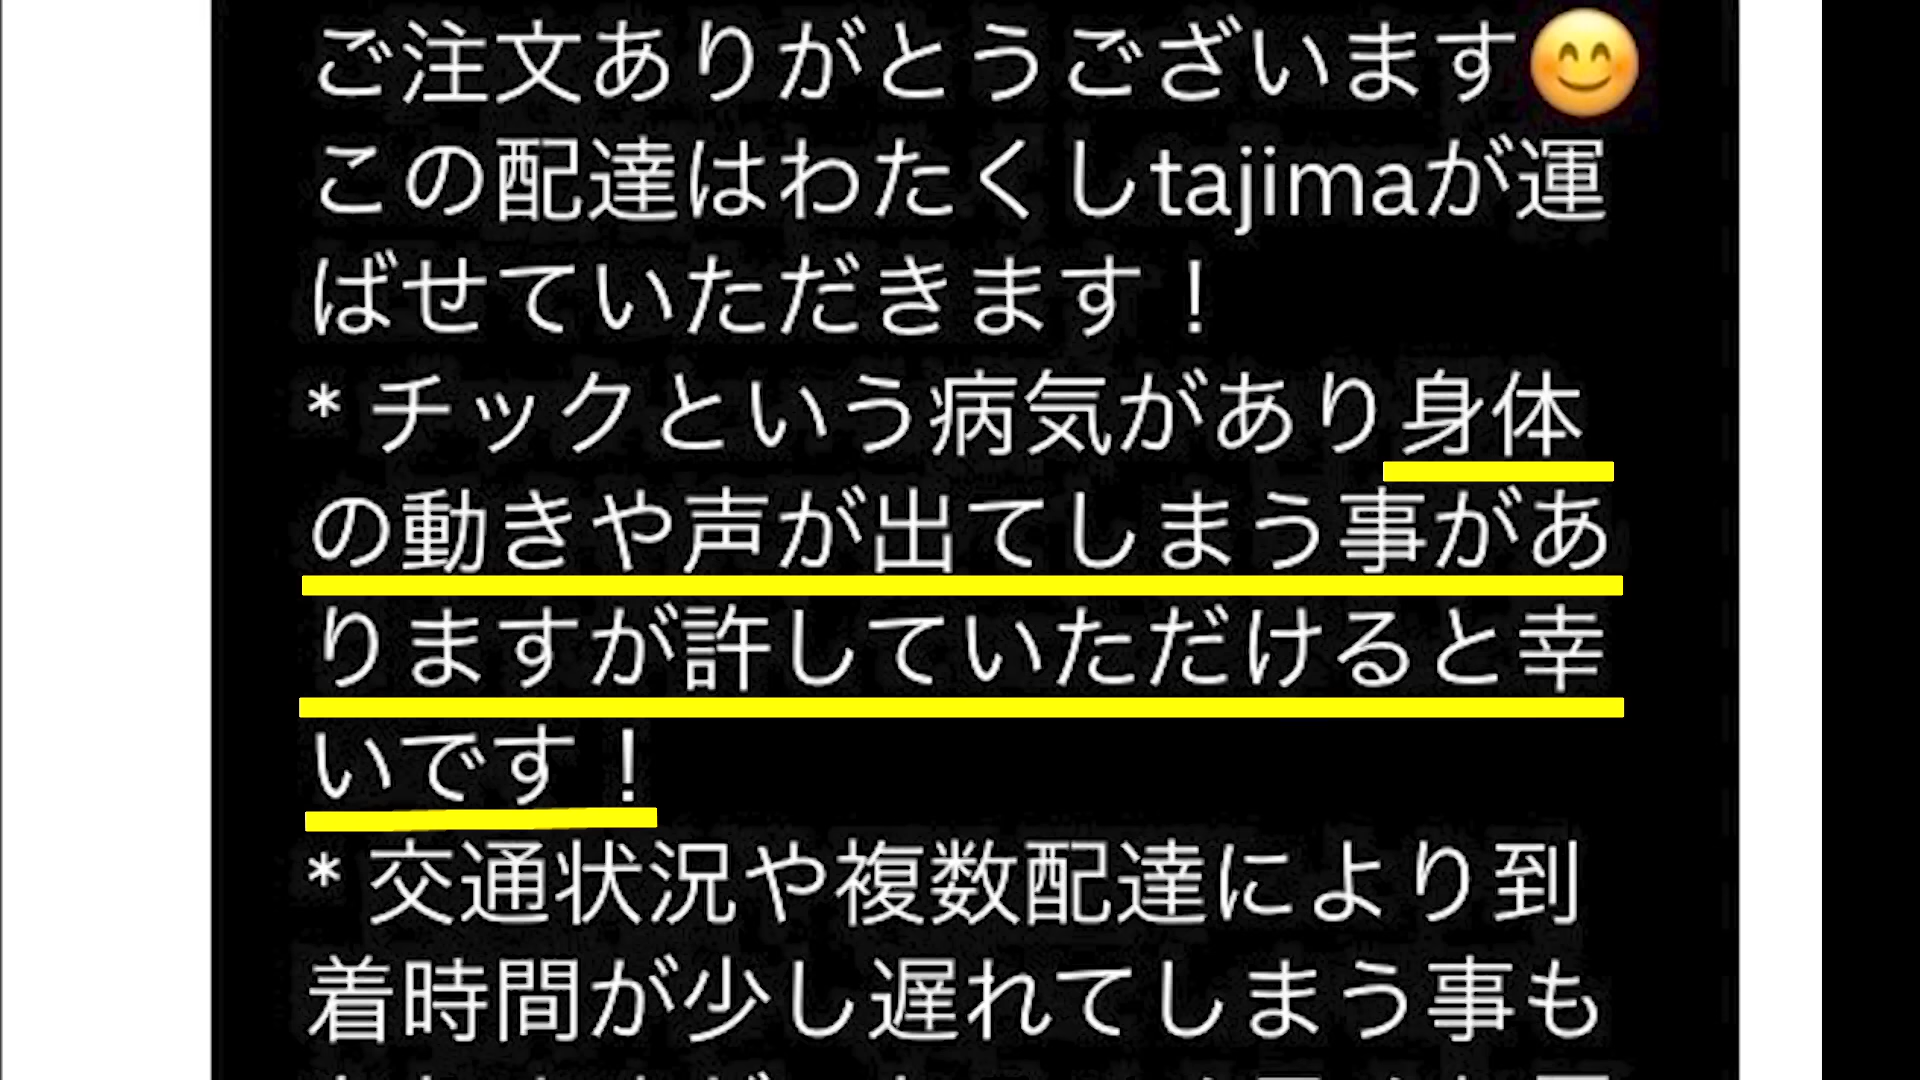 ご注文ありがとうございます😊
この配達はわたくしtajimaが運
ばせていただきます！
* チックという病気があり身体
の動きや声が出てしまう事があ
りますが許していただけると幸
いです！
* 交通状況や複数配達により到
着時間が少し遅れてしまう事も